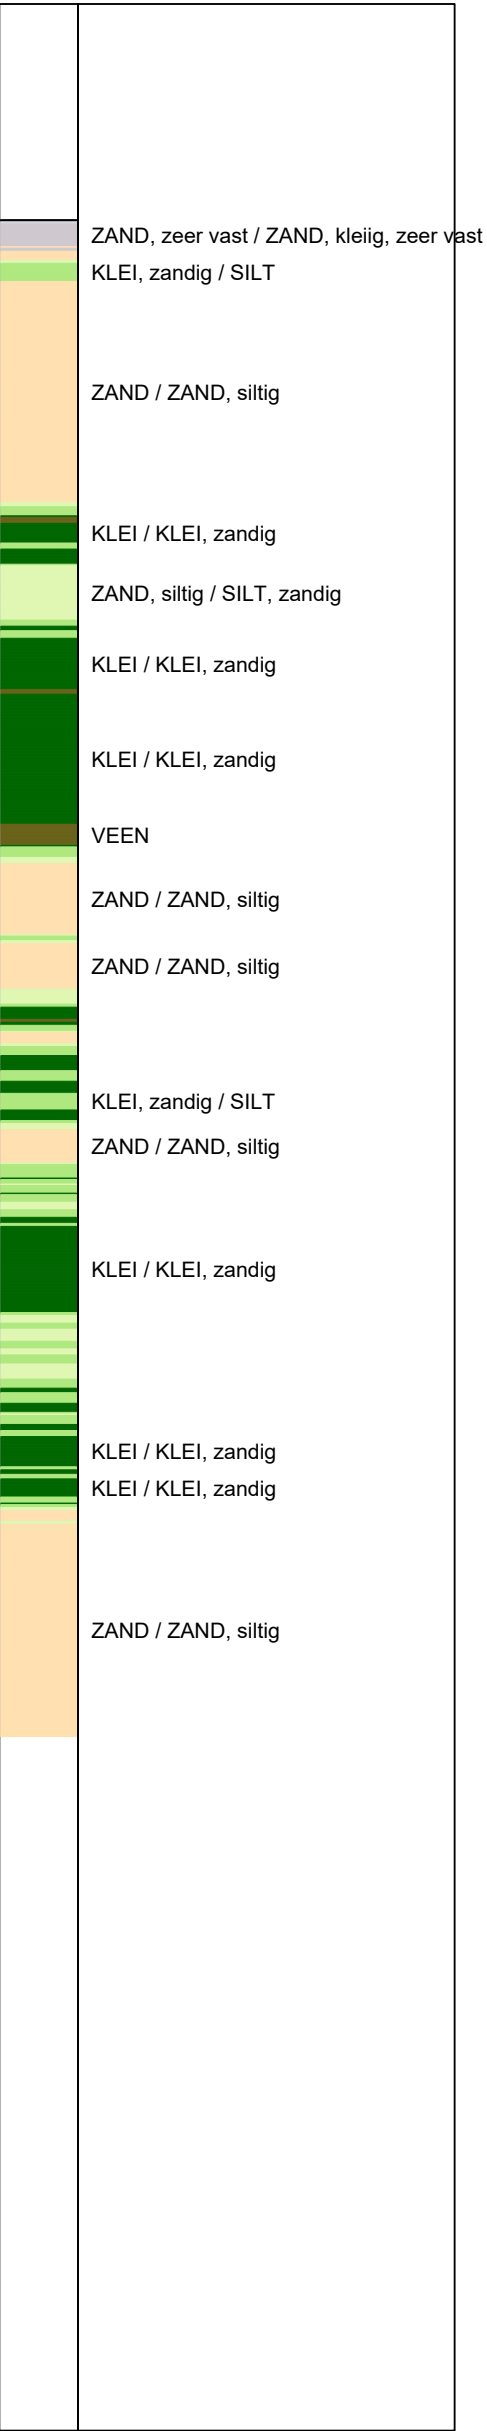 ZAND, zeer vast / ZAND, kleiig, zeer vast
KLEI, zandig / SILT
ZAND / ZAND, siltig
KLEI / KLEI, zandig
ZAND, siltig / SILT, zandig
KLEI / KLEI, zandig
KLEI / KLEI, zandig
VEEN
ZAND / ZAND, siltig
ZAND / ZAND, siltig
KLEI, zandig / SILT
ZAND / ZAND, siltig
KLEI / KLEI, zandig
KLEI / KLEI, zandig
KLEI / KLEI, zandig
ZAND / ZAND, siltig